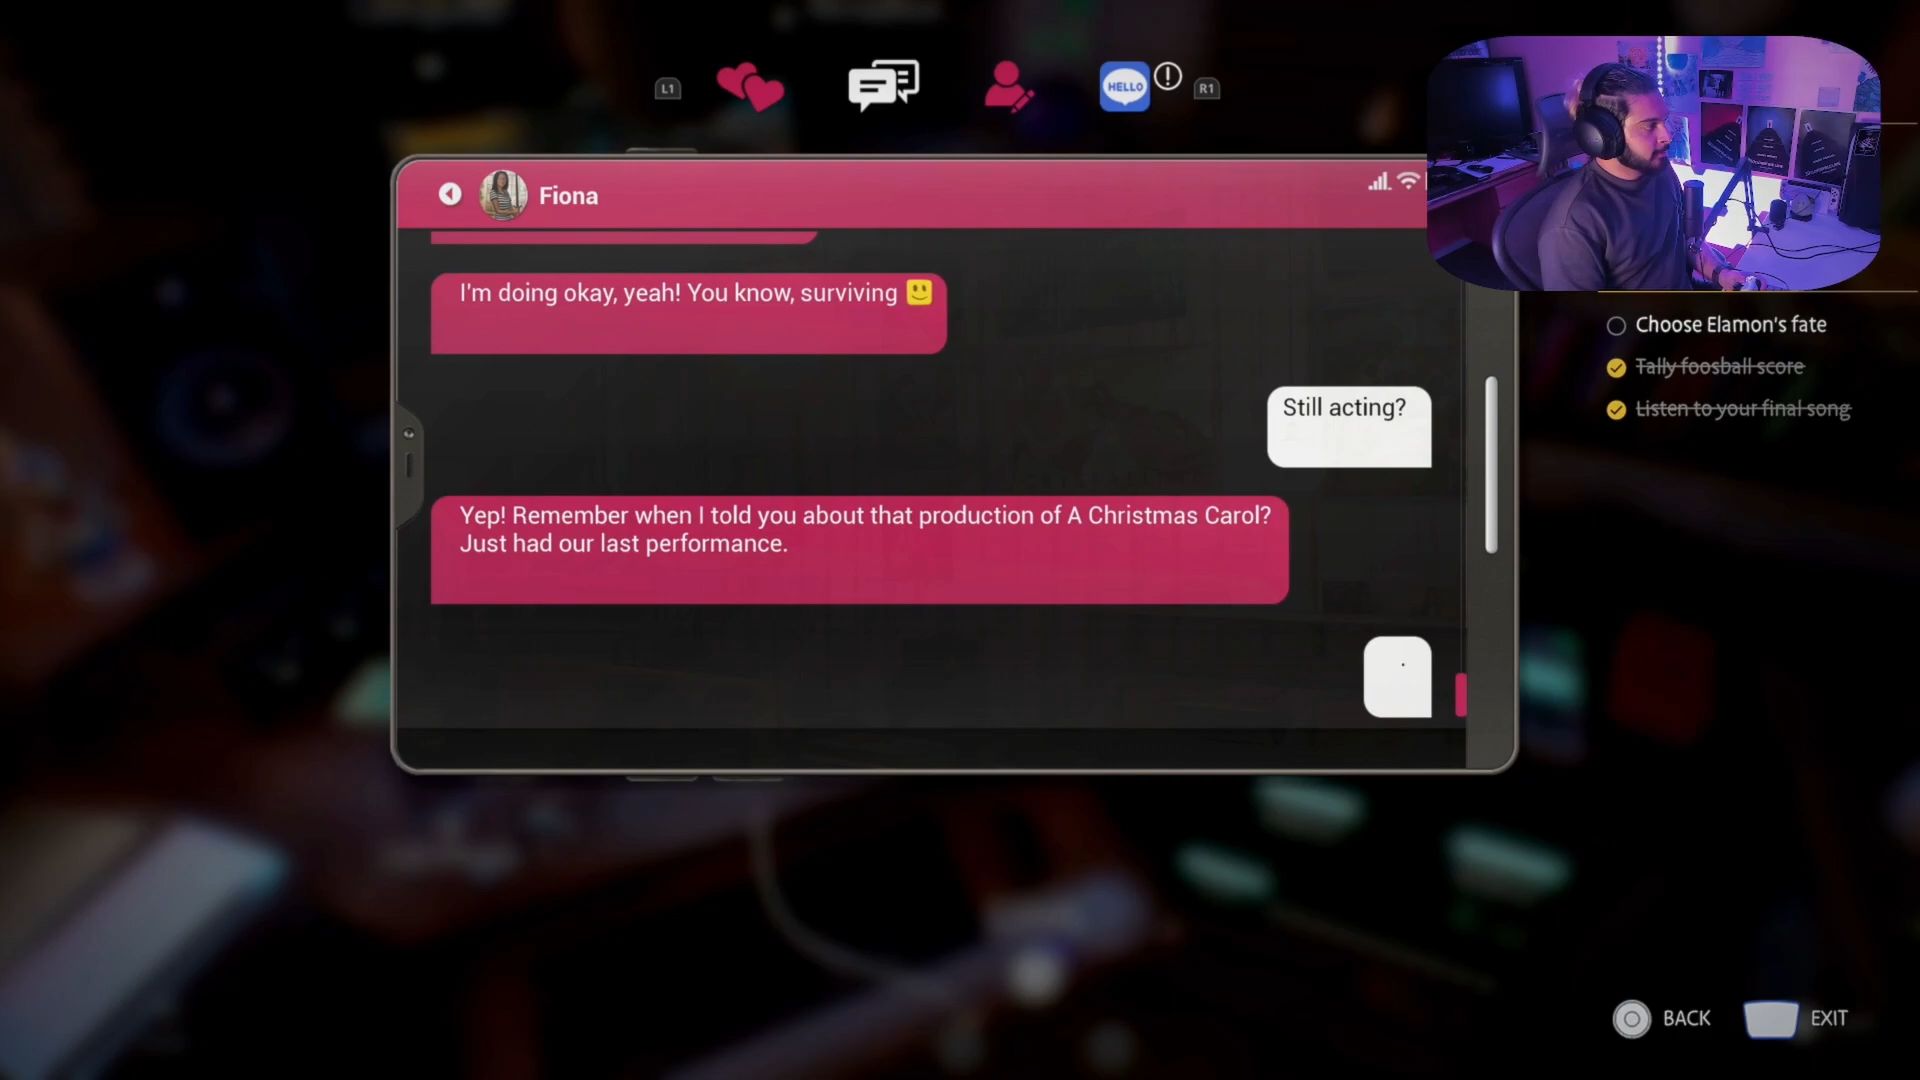 L1
HELLO
R1
Fiona
I'm doing okay, yeah! You know, surviving
Still acting?
Yep! Remember when I told you about that production of A Christmas Carol?
Just had our last performance.
Choose Elamon's fate
Tally foosball score
Listen to your final song
BACK
EXIT